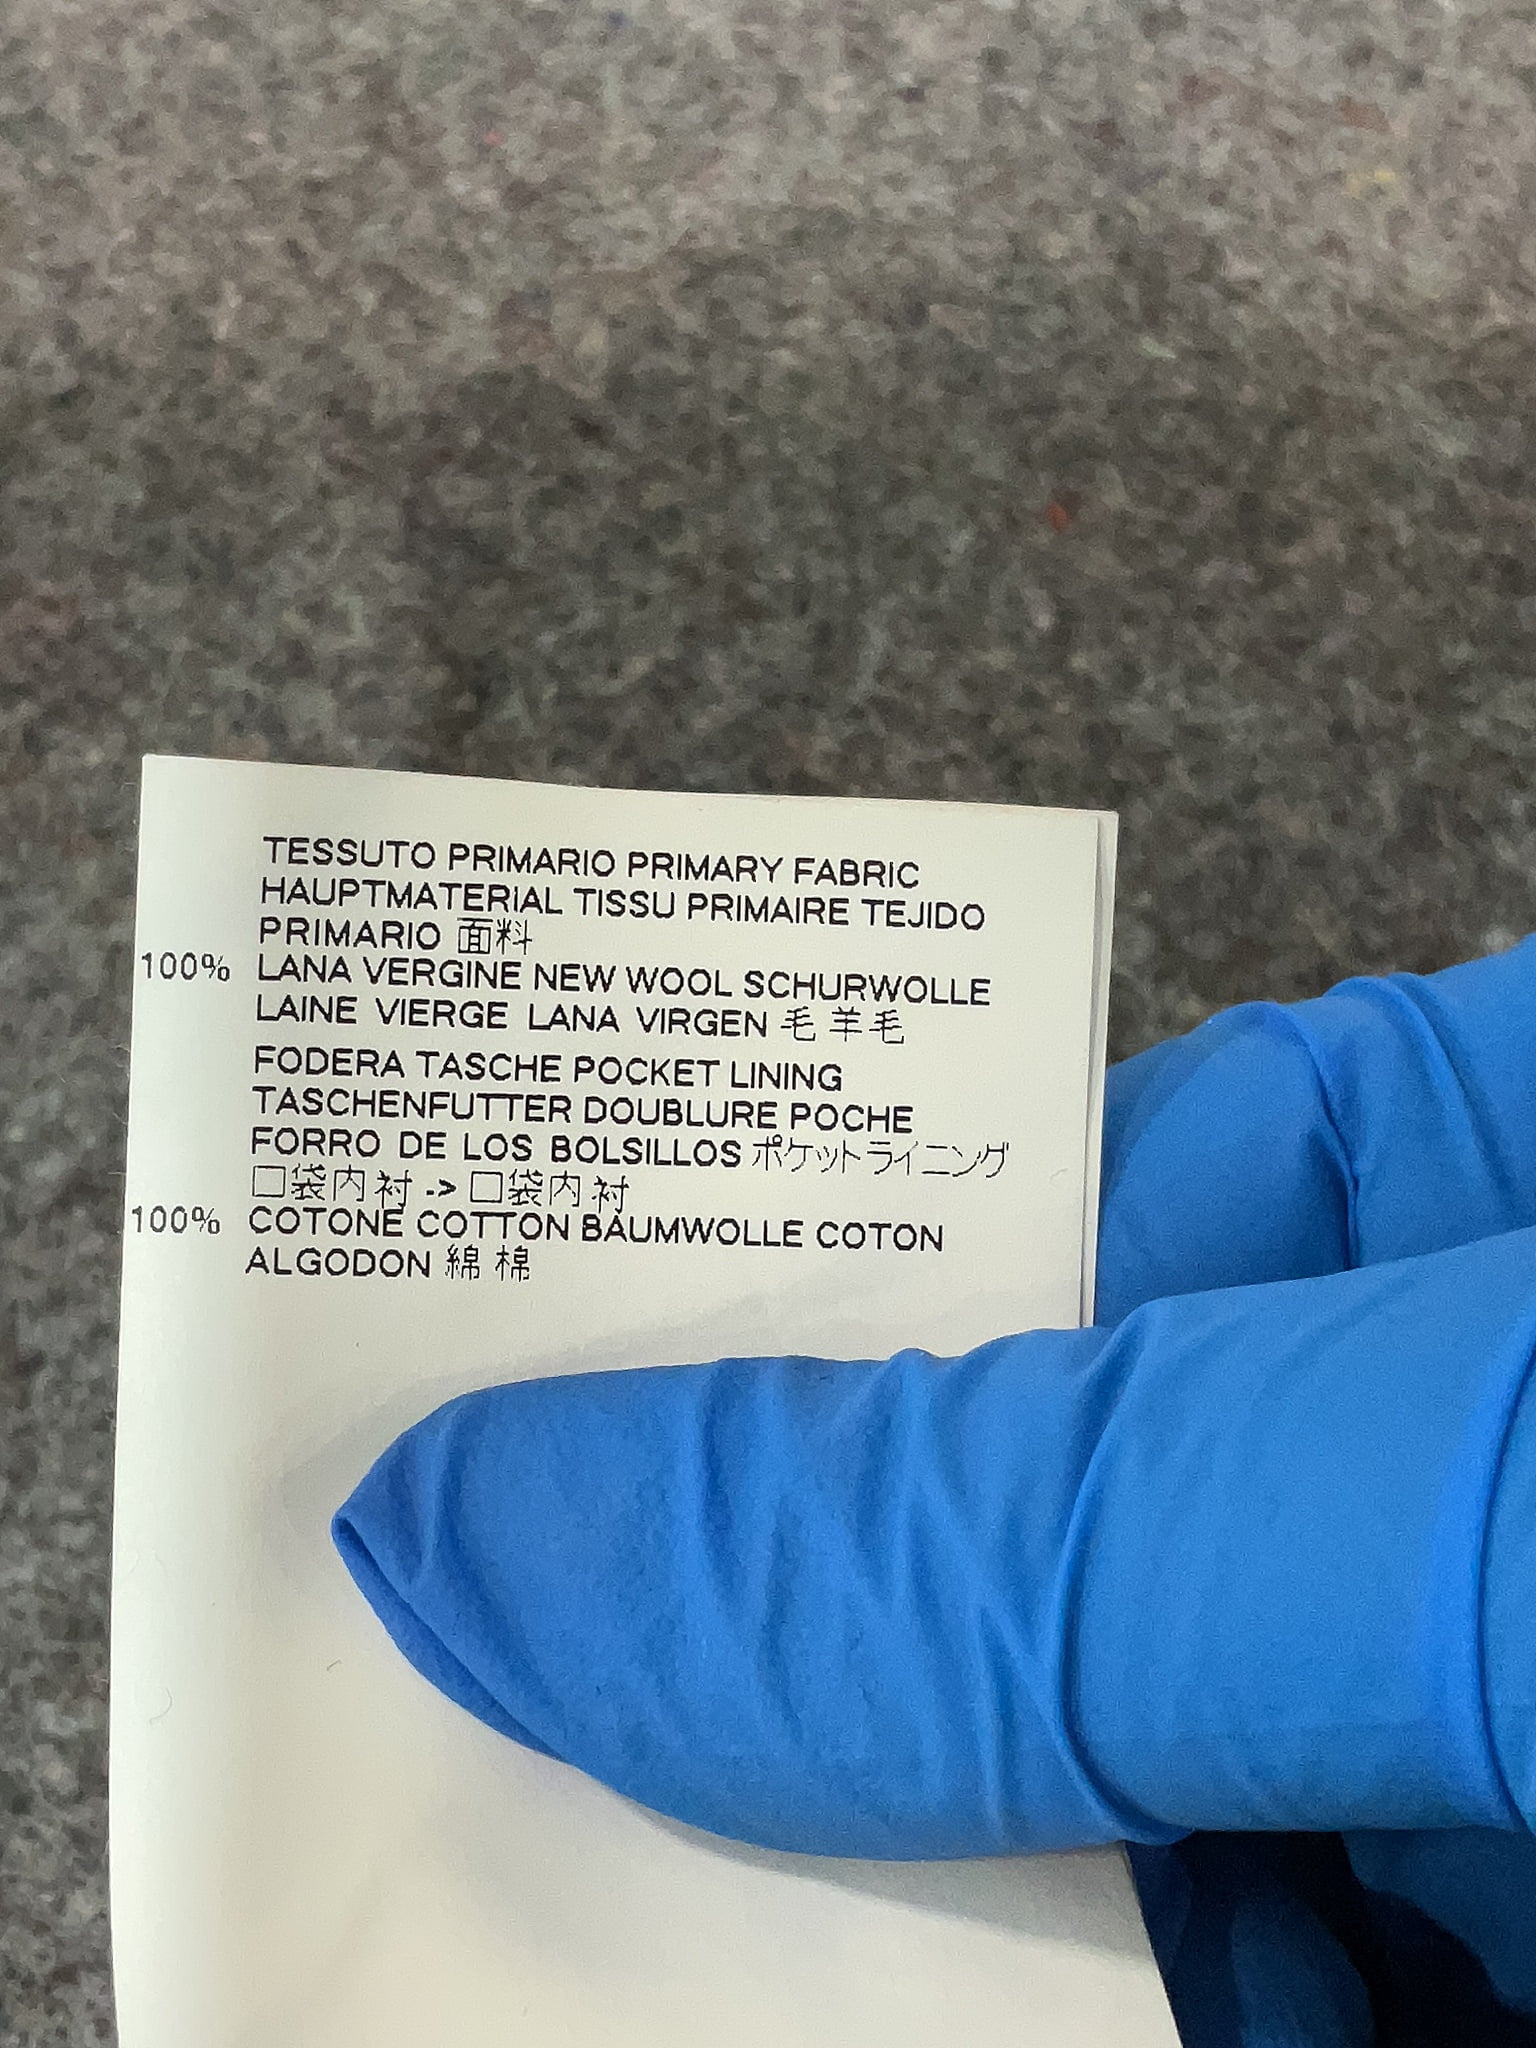 TESSUTO PRIMARIO PRIMARY FABRIC
HAUPTMATERIAL TISSU PRIMAIRE TEJIDO
PRIMARIO 面料
100% LANA VERGINE NEW WOOL SCHURWOLLE
LAINE VIERGE LANA VIRGEN 毛 羊毛
FODERA TASCHE POCKET LINING
TASCHENFUTTER DOUBLURE POCHE
FORRO DE LOS BOLSILLOS ポケットライニング
口袋内衬 -> 口袋内衬
100% COTONE COTTON BAUMWOLLE COTON
ALGODON 綿 棉